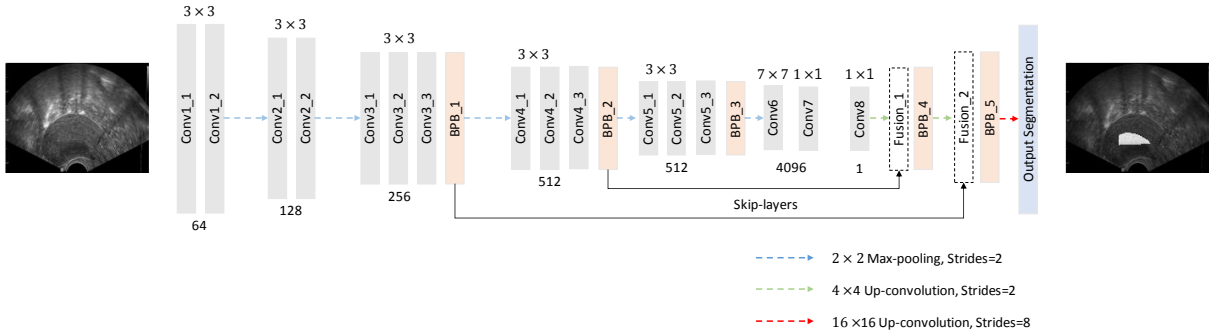 3 × 3
3 × 3
3 × 3
3 × 3
3 × 3
7 × 7
1×1
1×1
Conv1_1
Conv1_2
Conv2_1
Conv2_2
Conv3_1
Conv3_2
Conv3_3
BPB_1
Conv4_1
Conv4_2
Conv4_3
BPB_2
Conv5_1
Conv5_2
Conv5_3
BPB_3
Conv6
Conv7
Conv8
Fusion_1
BPB_4
Fusion_2
BPB_5
Output Segmentation
64
128
256
512
512
4096
1
Skip-layers
2 × 2 Max-pooling, Strides=2
4 ×4 Up-convolution, Strides=2
16 ×16 Up-convolution, Strides=8